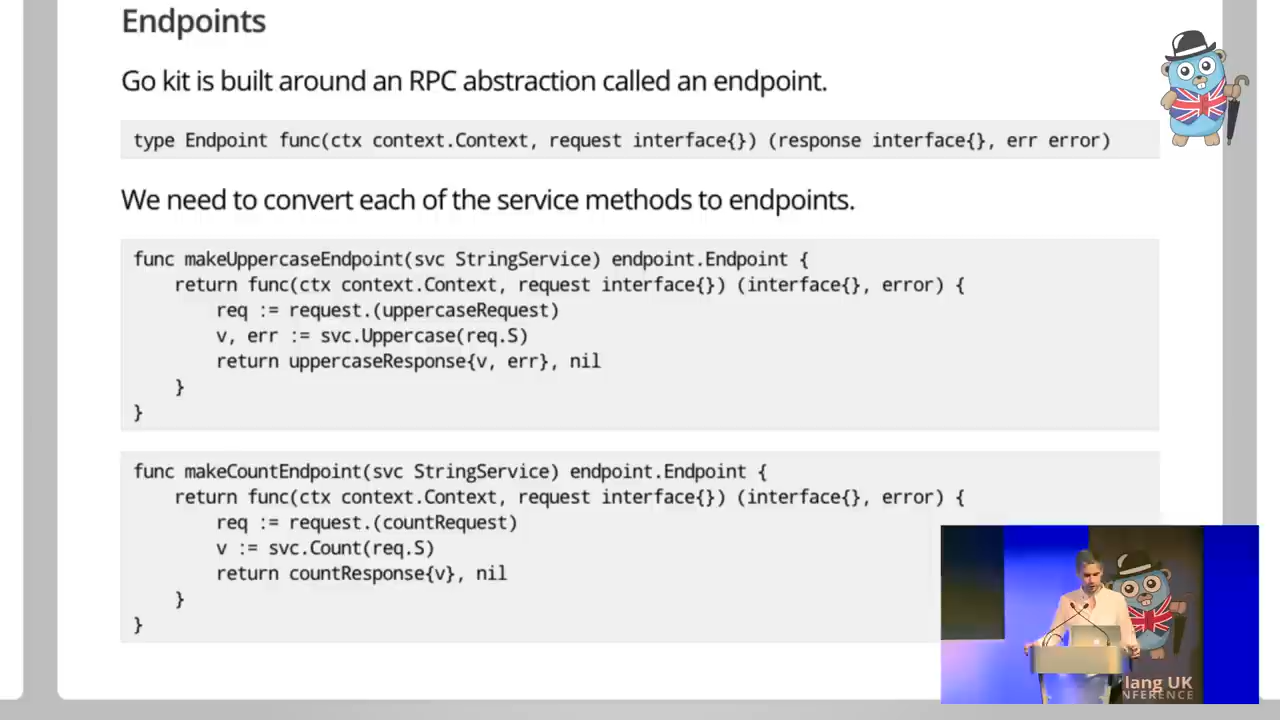 Endpoints
Go kit is built around an RPC abstraction called an endpoint.
type Endpoint func(ctx context.Context, request interface{}) (response interface{}, err error)
We need to convert each of the service methods to endpoints.
func makeUppercaseEndpoint(svc StringService) endpoint.Endpoint {
    return func(ctx context.Context, request interface{}) (interface{}, error) {
        req := request.(uppercaseRequest)
        v, err := svc.Uppercase(req.S)
        return uppercaseResponse{v, err}, nil
    }
}
func makeCountEndpoint(svc StringService) endpoint.Endpoint {
    return func(ctx context.Context, request interface{}) (interface{}, error) {
        req := request.(countRequest)
        v := svc.Count(req.S)
        return countResponse{v}, nil
    }
}
lang UK
NFERENCE